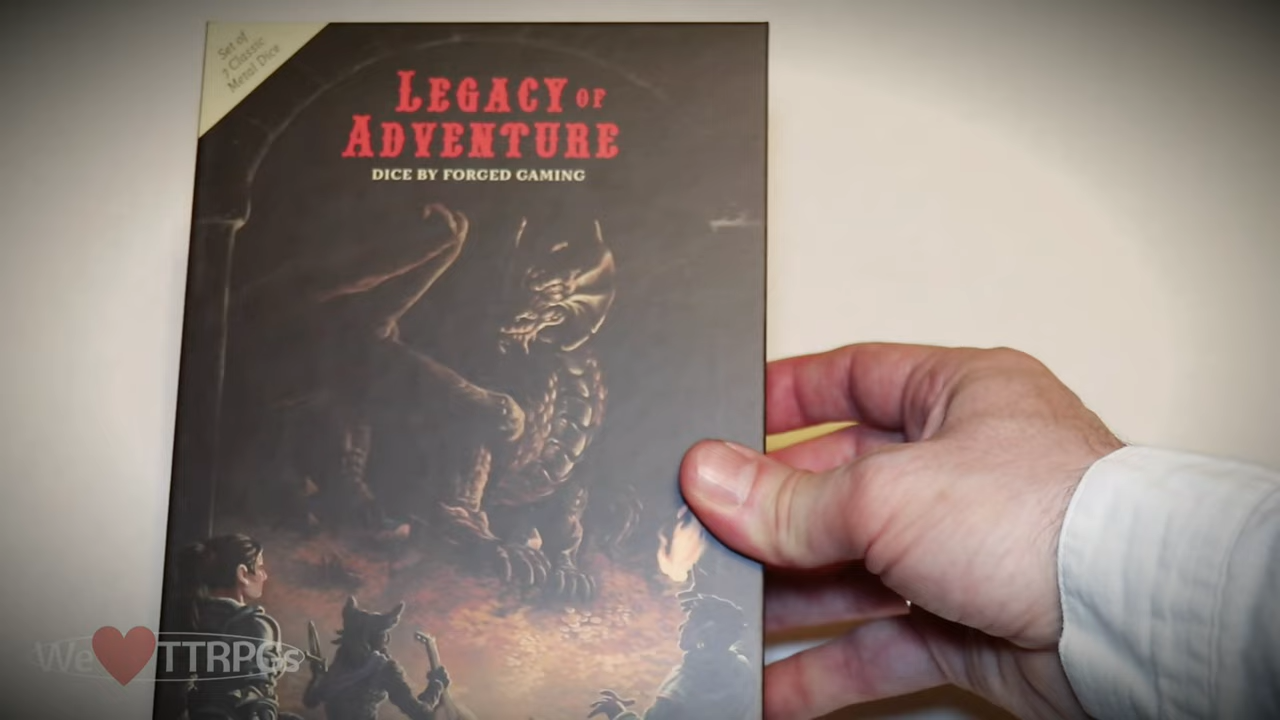 Set of
7 Classic
Metal Dice
LEGACY OF
ADVENTURE
DICE BY FORGED GAMING
We TTRPGs